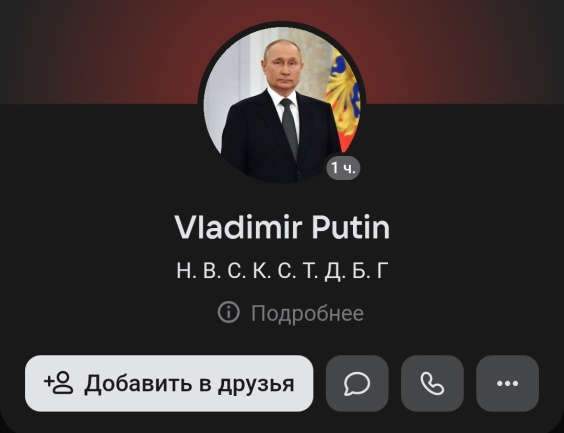 1 ч.
Vladimir Putin
Н. В. С. К. С. Т. Д. Б. Г
Подробнее
Добавить в друзья